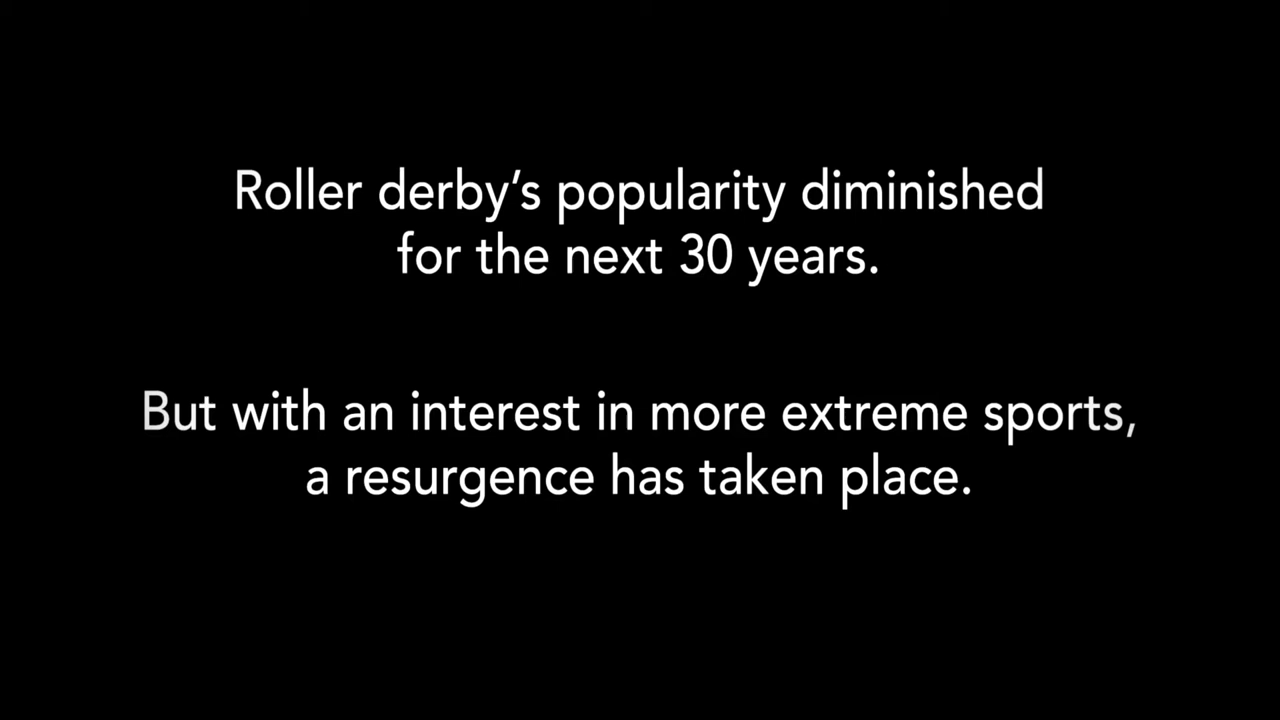 Roller derby’s popularity diminished
for the next 30 years.
But with an interest in more extreme sports,
a resurgence has taken place.